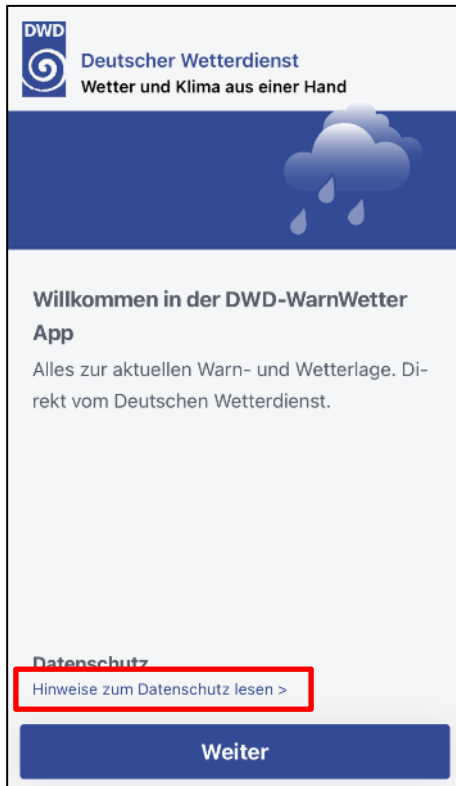 DWD
Deutscher Wetterdienst
Wetter und Klima aus einer Hand
Willkommen in der DWD-WarnWetter
App
Alles zur aktuellen Warn- und Wetterlage. Di-
rekt vom Deutschen Wetterdienst.
Datenschutz
Hinweise zum Datenschutz lesen >
Weiter